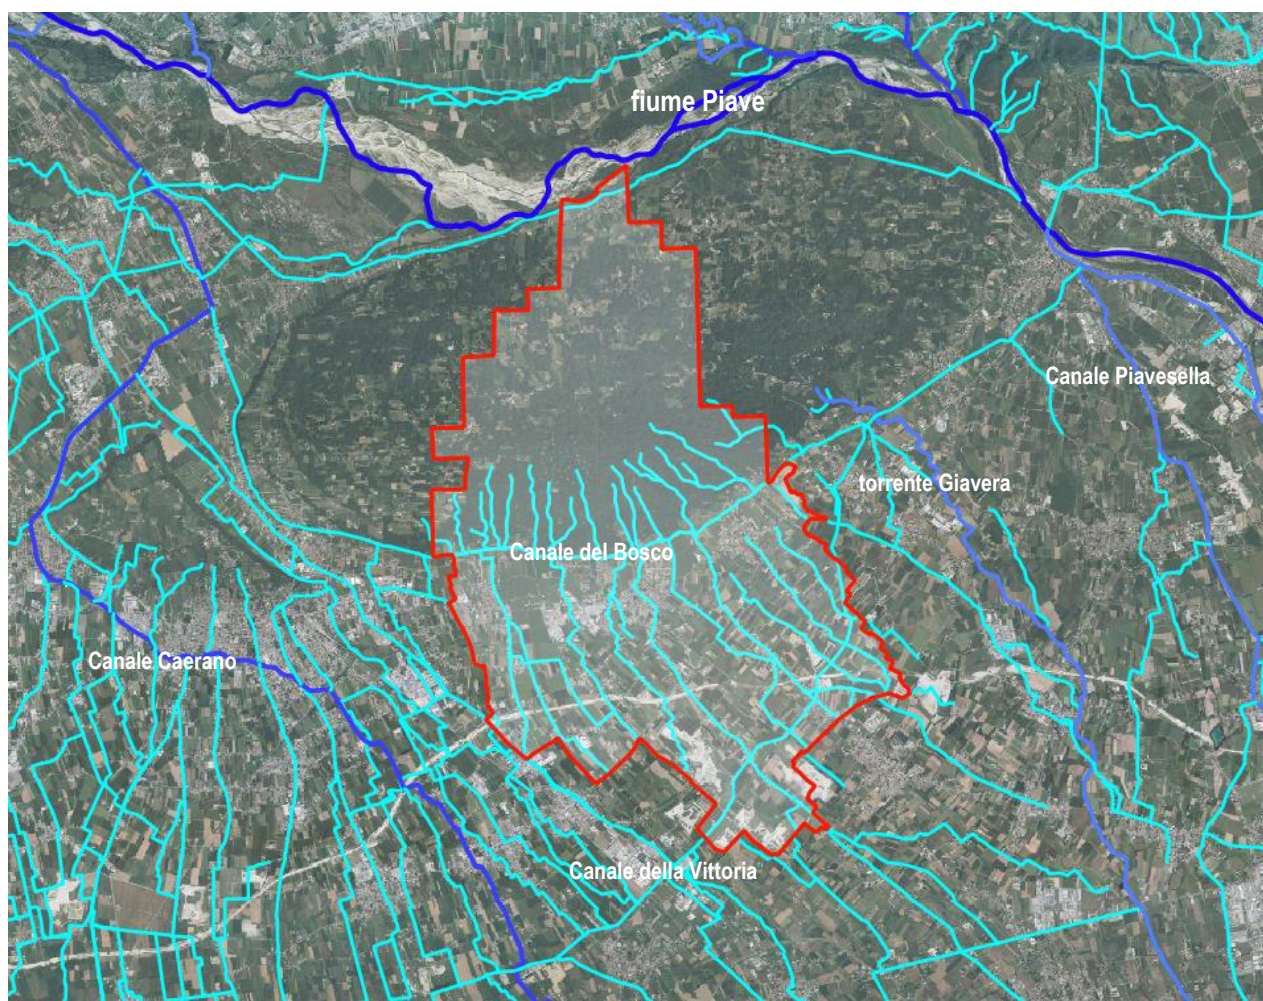 fiume Piave
Canale Piavesella
torrente Giavera
Canale del Bosco
Canale Caerano
Canale della Vittoria